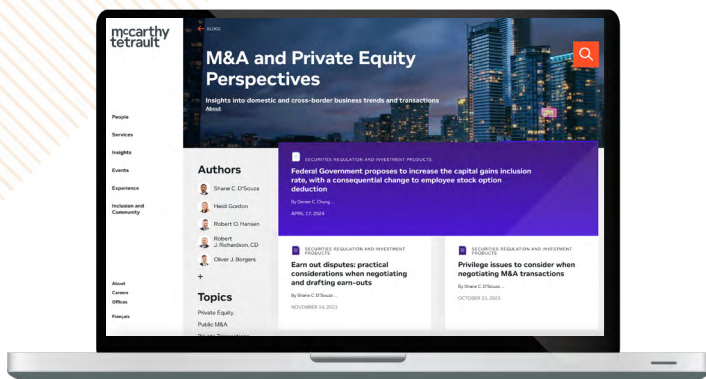 mccarthy
tetrault
People
Services
Insights
Events
Experience
Inclusion and
Community
About
Careers
Offices
Français
BLOGS
M&A and Private Equity
Perspectives
Insights into domestic and cross-border business trends and transactions
About
Authors
Shane C. D'Souza
Heidi Gordon
Robert O. Hansen
Robert
J. Richardson, CD
Oliver J. Borgers
+
Topics
Private Equity
Public M&A
Private Transactions
SECURITIES REGULATION AND INVESTMENT PRODUCTS
Federal Government proposes to increase the capital gains inclusion
rate, with a consequential change to employee stock option
deduction
By Darren C. Chung ...
APRIL 17, 2024
SECURITIES REGULATION AND INVESTMENT
PRODUCTS
Earn out disputes: practical
considerations when negotiating
and drafting earn-outs
By Shane C. D'Souza ...
NOVEMBER 14, 2023
SECURITIES REGULATION AND INVESTMENT
PRODUCTS
Privilege issues to consider when
negotiating M&A transactions
By Shane C. D'Souza ...
OCTOBER 23, 2023